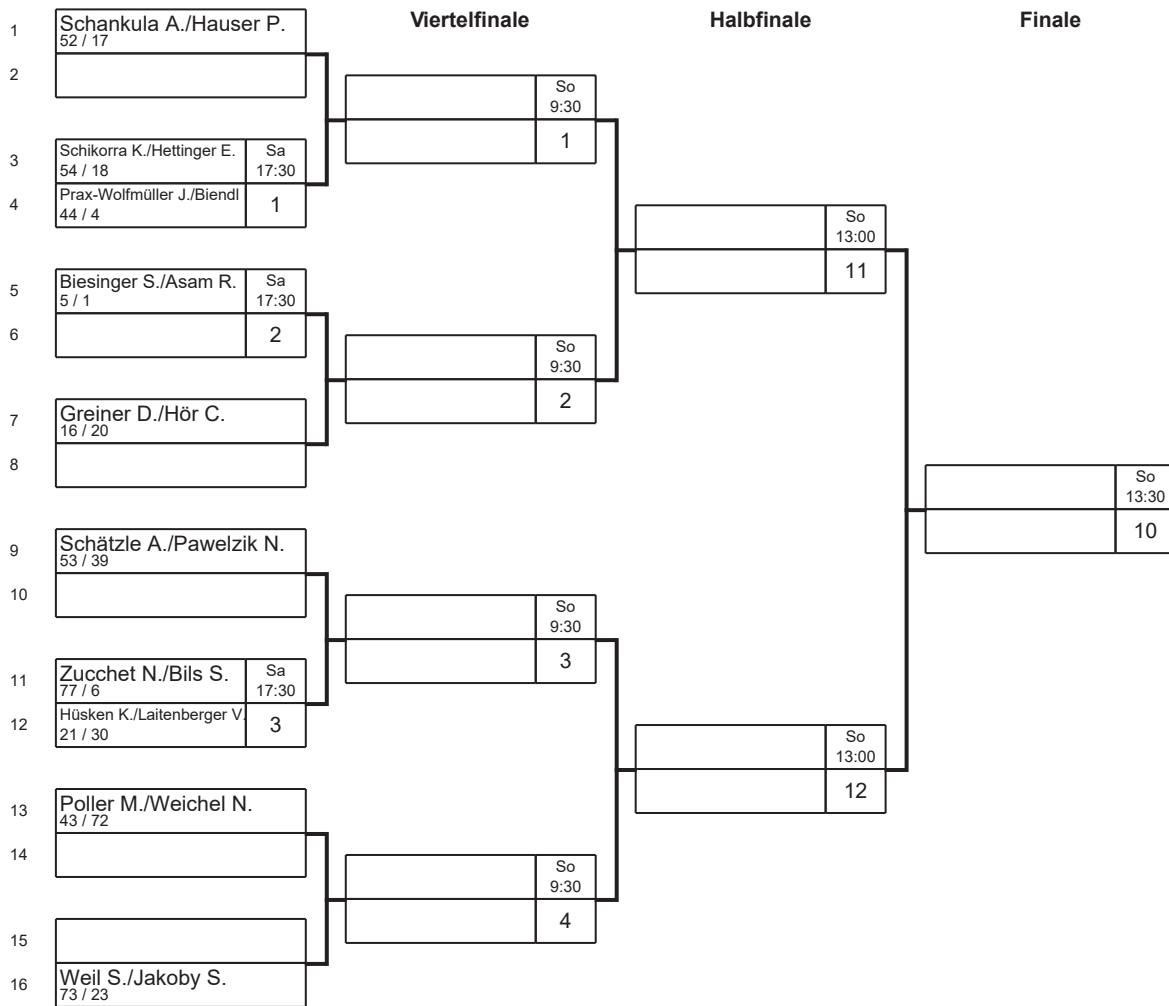 Viertelfinale
Halbfinale
Finale
1
Schankula A./Hauser P.
52 / 17
2
So
9:30
1
3
Schikorra K./Hettinger E.
54 / 18
Sa
17:30
4
Prax-Wolfmüller J./Biendl
44 / 4
1
So
13:00
11
5
Biesinger S./Asam R.
5 / 1
Sa
17:30
6
2
So
9:30
2
7
Greiner D./Hör C.
16 / 20
8
So
13:30
10
9
Schätzle A./Pawelzik N.
53 / 39
10
So
9:30
3
11
Zucchet N./Bils S.
77 / 6
Sa
17:30
12
Hüsken K./Laitenberger V.
21 / 30
3
So
13:00
12
13
Poller M./Weichel N.
43 / 72
14
So
9:30
4
15
16
Weil S./Jakoby S.
73 / 23